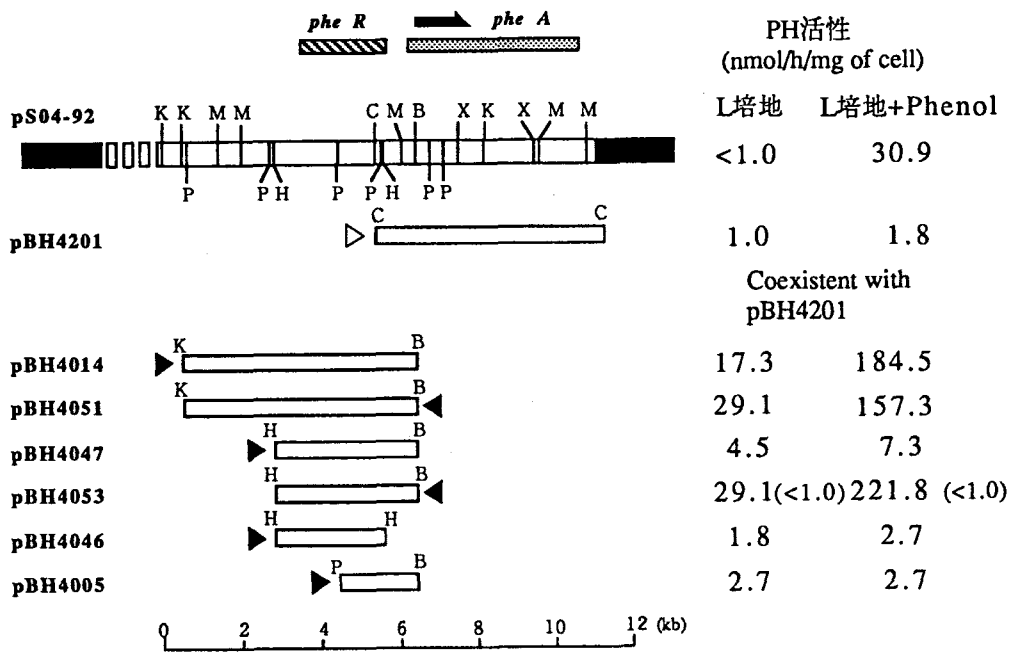 phe R phe A
PH活性
(nmol/h/mg of cell)
L培地 L培地+Phenol
pS04-92 K K M M C M B X K X M M
<1.0 30.9
P P H P P H P P
pBH4201 C C 1.0 1.8
Coexistent with
pBH4201
K B
pBH4014 17.3 184.5
K B
pBH4051 29.1 157.3
H B
pBH4047 4.5 7.3
H B
pBH4053 29.1(<1.0) 221.8 (<1.0)
H H
pBH4046 1.8 2.7
P B
pBH4005 2.7 2.7
0 2 4 6 8 10 12 (kb)